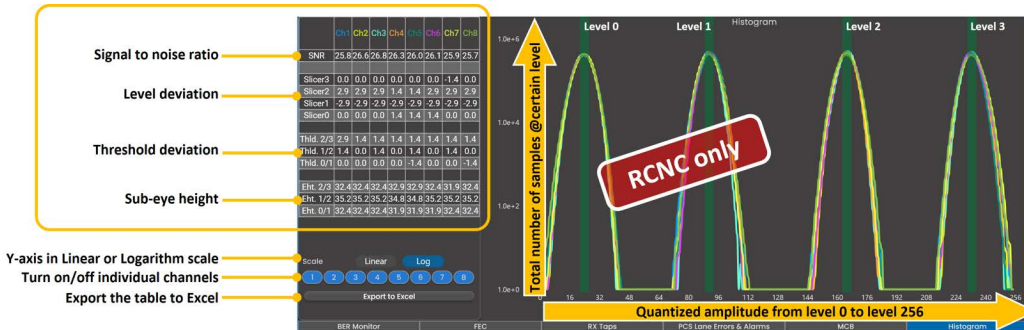 Signal to noise ratio
Level deviation
Threshold deviation
Sub-eye height
Y-axis in Linear or Logarithm scale
Turn on/off individual channels
Export the table to Excel
Ch1 Ch2 Ch3 Ch4 Ch5 Ch6 Ch7 Ch8
SNR 25.8 26.6 26.8 26.3 26.0 26.1 25.9 25.7
Slicer3 0.0 0.0 0.0 0.0 0.0 0.0 -1.4 0.0
Slicer2 2.9 2.9 2.9 1.4 1.4 2.9 2.9 2.9
Slicer1 -2.9 -2.9 -2.9 -2.9 -2.9 -2.9 -2.9 -2.9
Slicer0 0.0 0.0 0.0 1.4 1.4 1.4 0.0 0.0
Thld. 2/3 2.9 1.4 1.4 1.4 1.4 1.4 1.4 1.4
Thld. 1/2 1.4 0.0 1.4 0.0 1.4 0.0 1.4 0.0
Thld. 0/1 0.0 0.0 0.0 0.0 -1.4 0.0 0.0 -1.4
Eht. 2/3 32.4 32.4 32.4 32.9 32.9 32.4 31.9 32.4
Eht. 1/2 35.2 35.2 35.2 34.8 34.8 35.2 35.2 35.2
Eht. 0/1 32.4 32.4 32.4 31.9 31.9 31.9 32.4 32.4
Scale Linear Log
1 2 3 4 5 6 7 8
Export to Excel
Histogram
Level 0 Level 1 Level 2 Level 3
1.0e+6
1.0e+4
1.0e+2
1.0e+0
Total number of samples @certain level
RCNC only
0 16 32 48 64 80 96 112 128 144 160 176 192 208 224 240 256
Quantized amplitude from level 0 to level 256
BER Monitor FEC RX Taps PCS Lane Errors & Alarms MCB Histogram